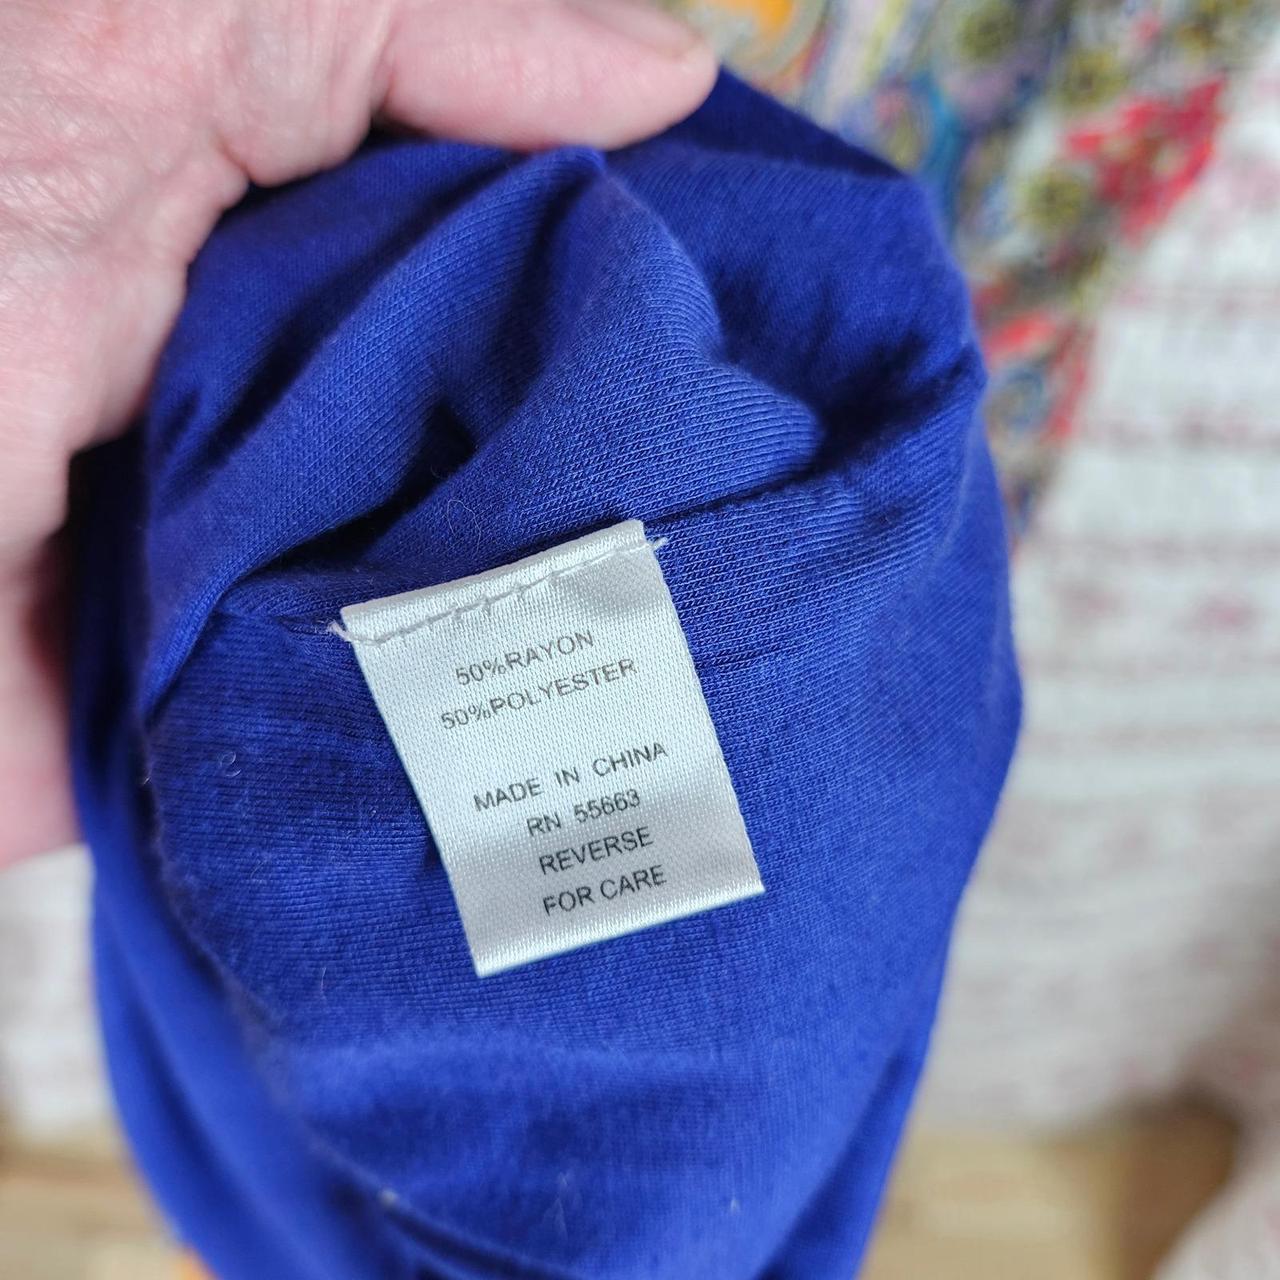 50%RAYON
50%POLYESTER
MADE IN CHINA
RN 55663
REVERSE
FOR CARE